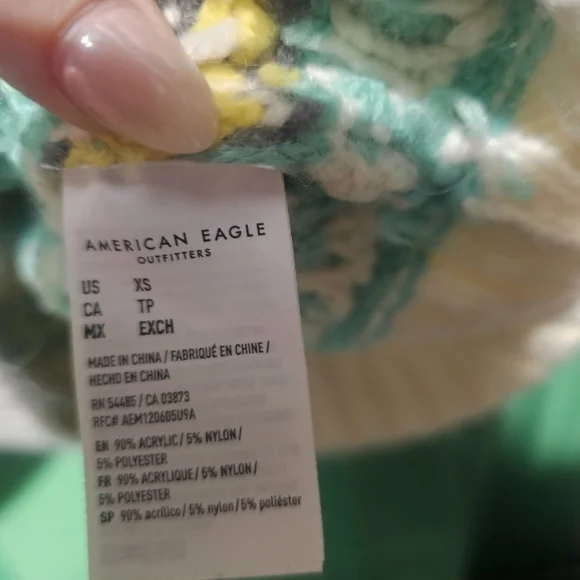 AMERICAN EAGLE
OUTFITTERS
US XS
CA TP
MX EXCH
MADE IN CHINA / FABRIQUÉ EN CHINE /
HECHO EN CHINA
RN 54485 / CA 03873
RFC# AEM120605U9A
EN 90% ACRYLIC / 5% NYLON /
5% POLYESTER
FR 90% ACRYLIQUE / 5% NYLON /
5% POLYESTER
SP 90% acrílico / 5% nylon / 5% poliéster